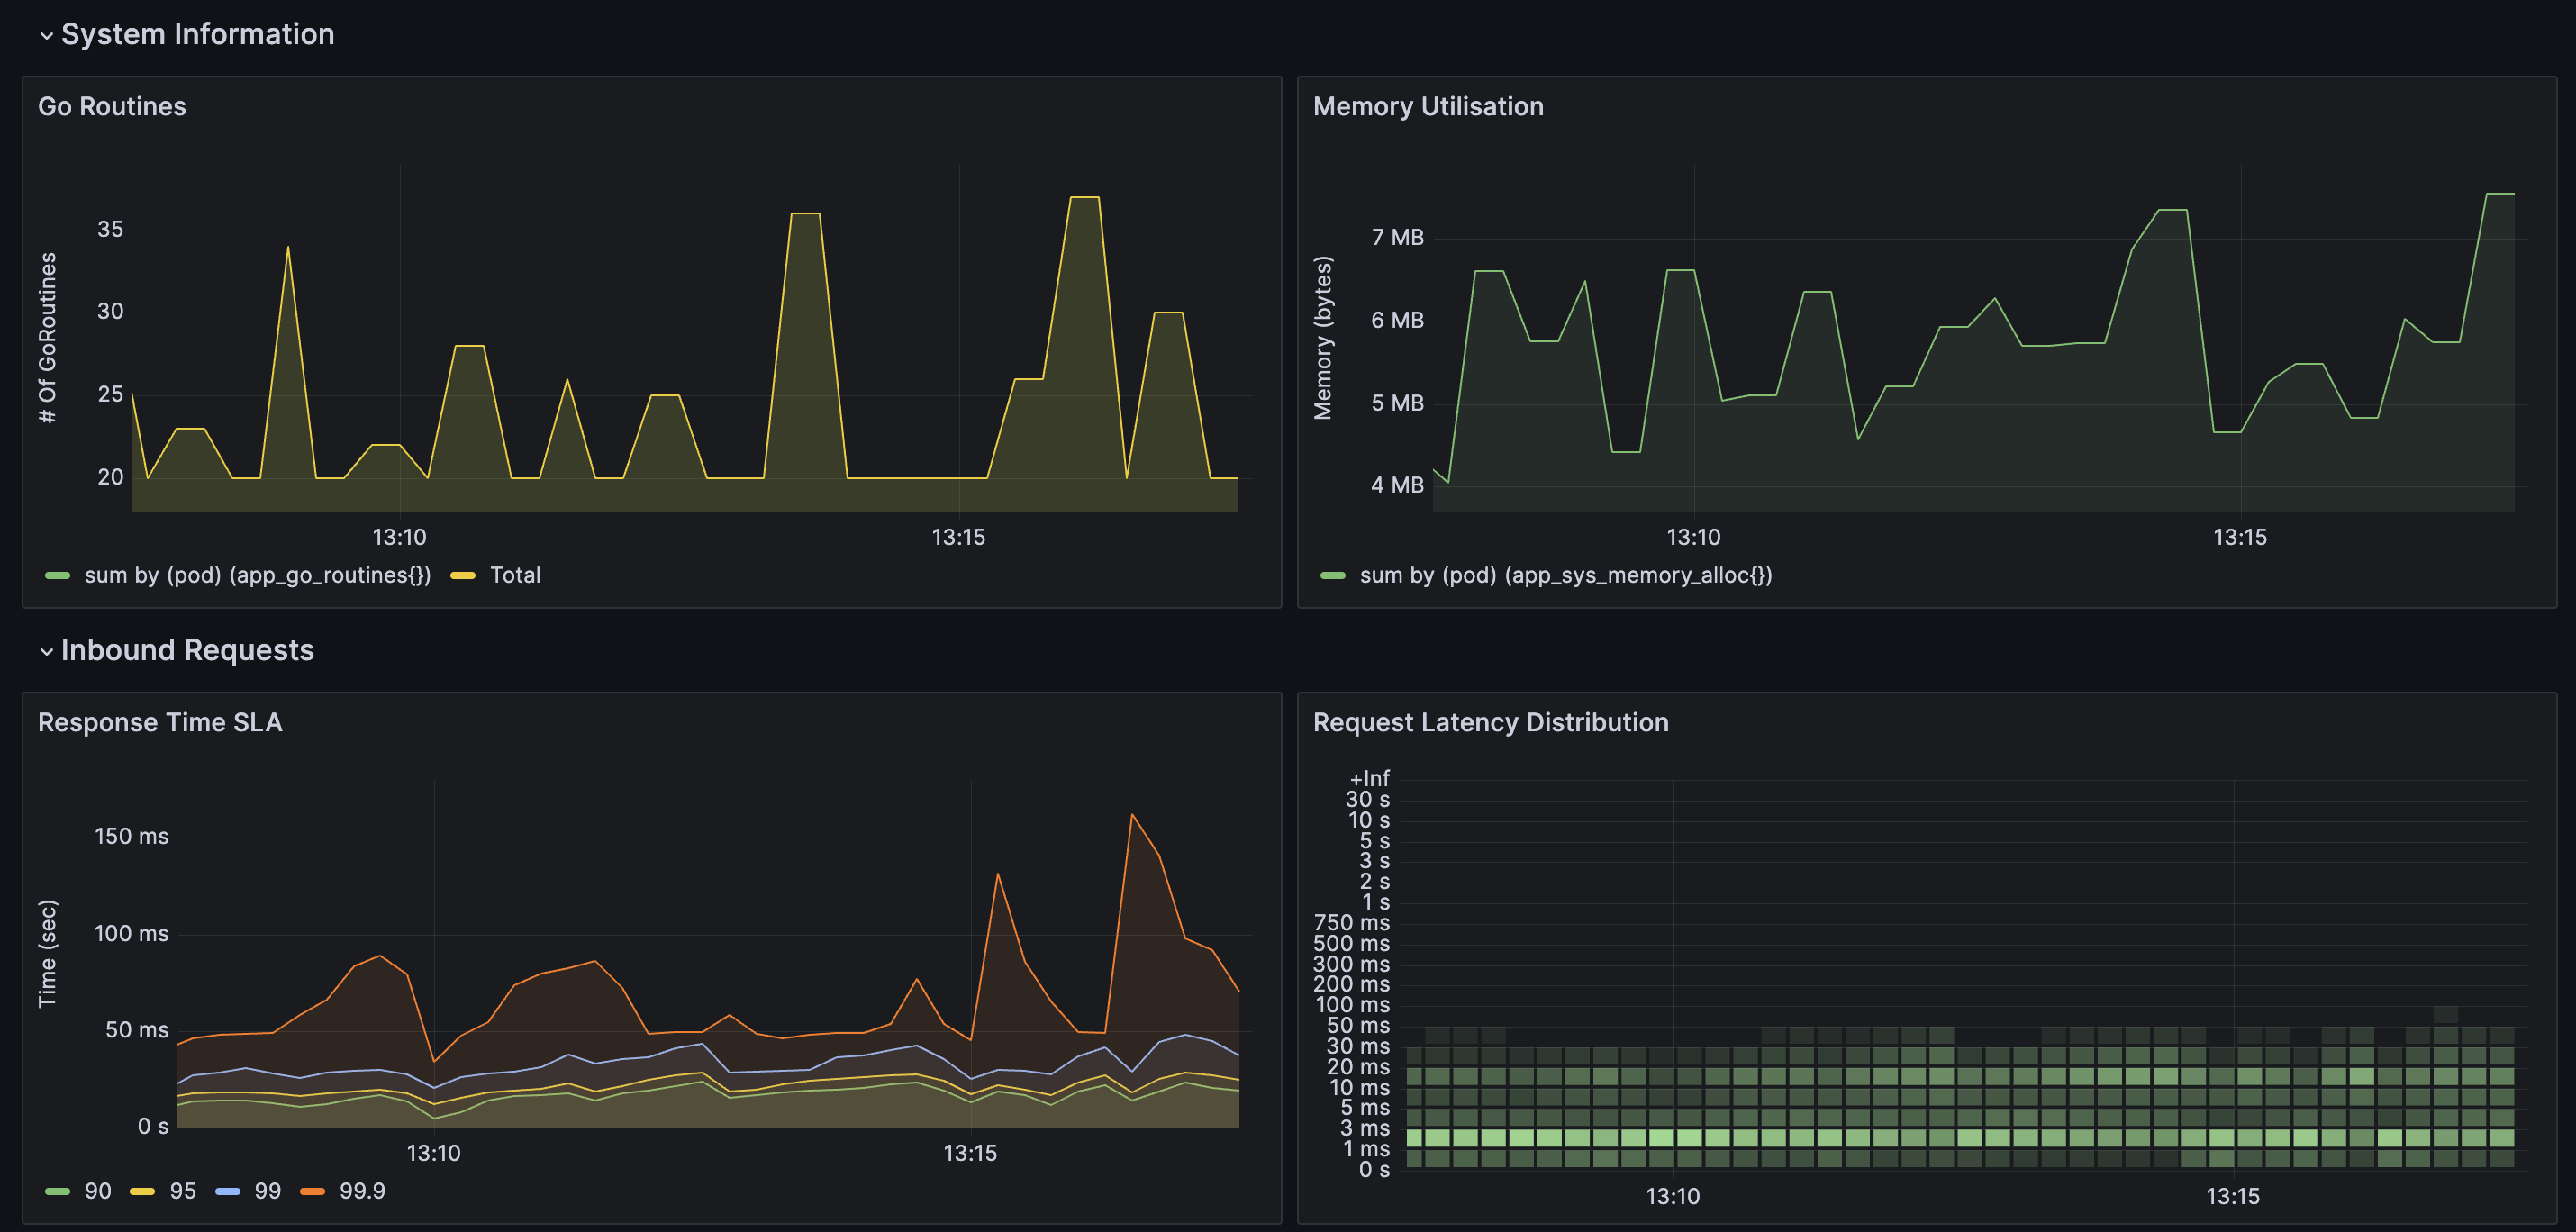 System Information
Go Routines
# Of GoRoutines
35
30
25
20
13:10 13:15
sum by (pod) (app_go_routines{}) Total
Memory Utilisation
Memory (bytes)
7 MB
6 MB
5 MB
4 MB
13:10 13:15
sum by (pod) (app_sys_memory_alloc{})
Inbound Requests
Response Time SLA
Time (sec)
150 ms
100 ms
50 ms
0 s
13:10 13:15
90 95 99 99.9
Request Latency Distribution
+Inf
30 s
10 s
5 s
3 s
2 s
1 s
750 ms
500 ms
300 ms
200 ms
100 ms
50 ms
30 ms
20 ms
10 ms
5 ms
3 ms
1 ms
0 s
13:10 13:15